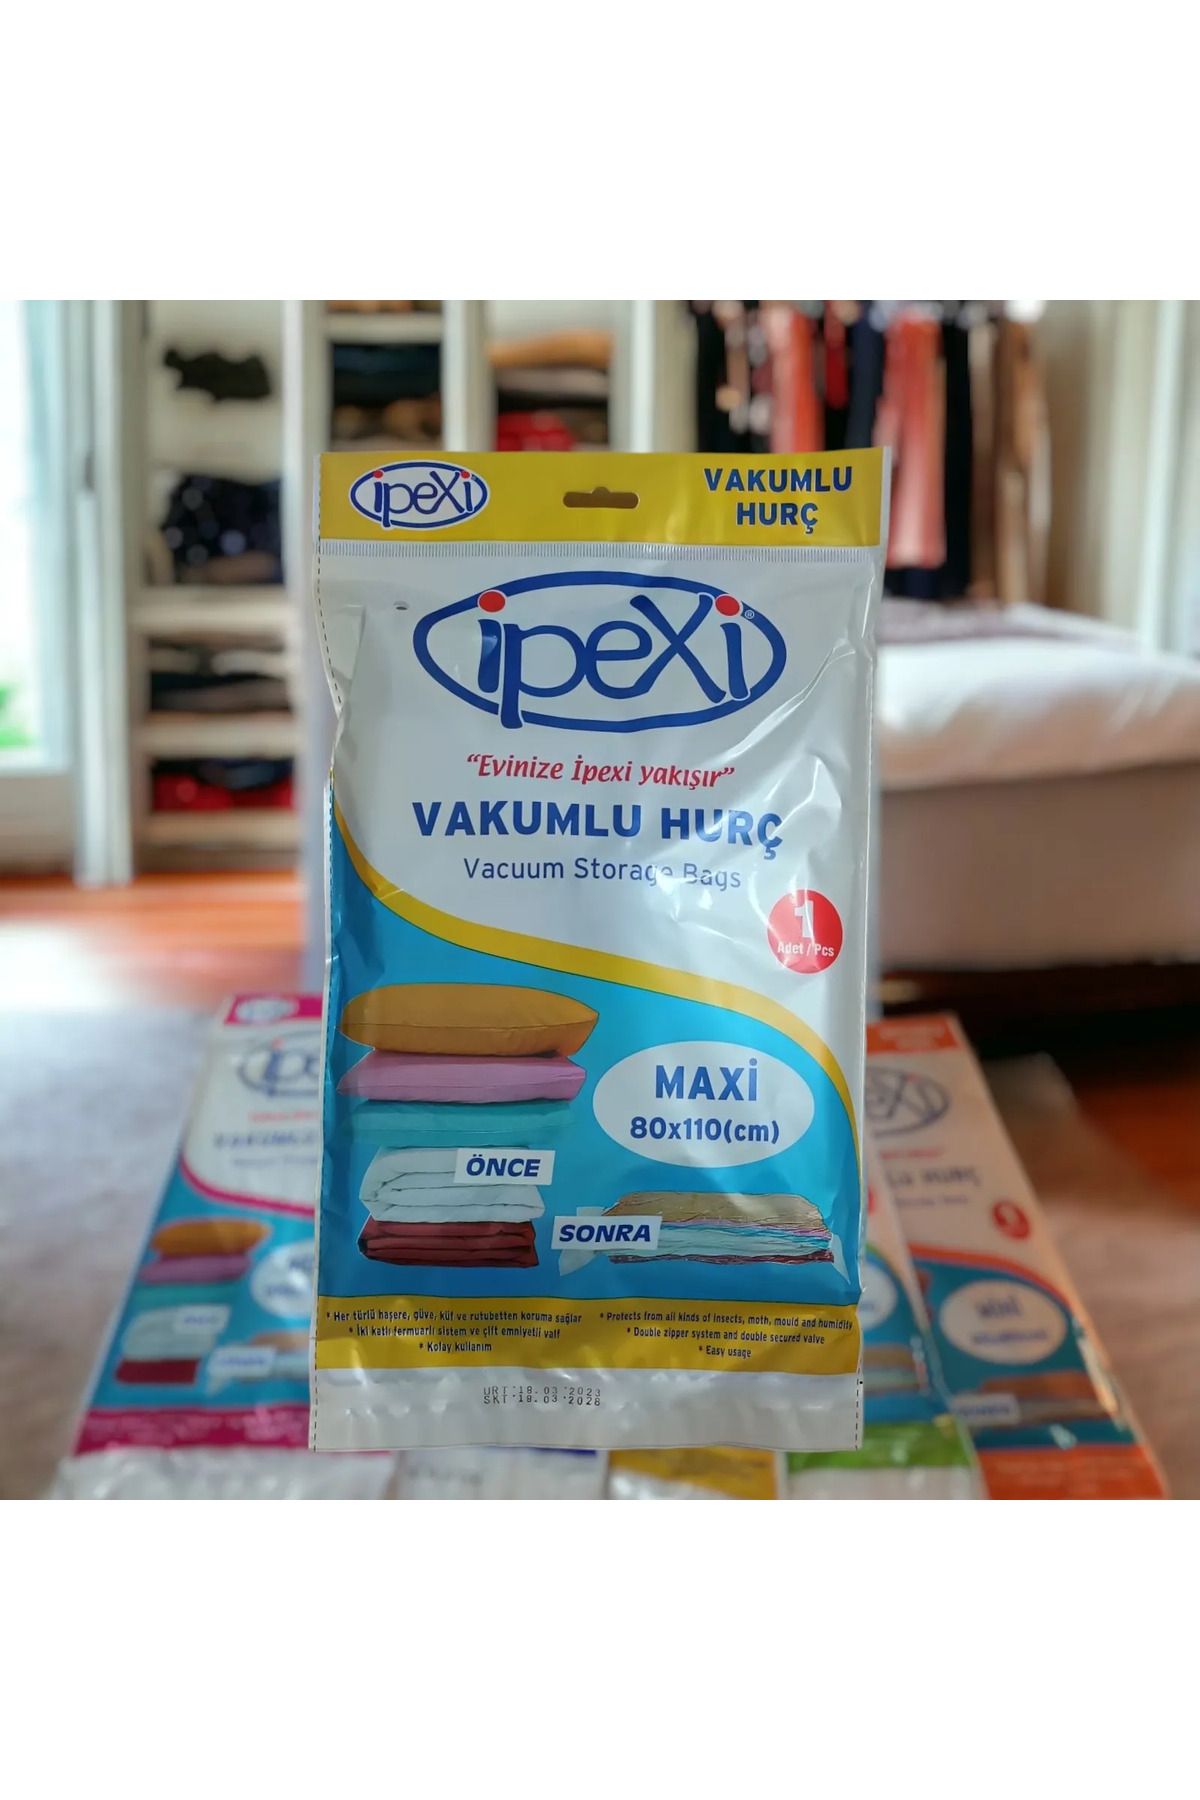 ipexi
VAKUMLU
HURÇ
ipexi®
“Evinize İpexi yakışır”
VAKUMLU HURÇ
Vacuum Storage Bags
1
Adet / Pcs
MAXİ
80x110(cm)
ÖNCE
SONRA
* Her türlü haşere, güve, küf ve rutubetten koruma sağlar
* İki katlı fermuarlı sistem ve çift emniyetli valf
* Kolay kullanım
* Protects from all kinds of insects, moth, mould and humidity
* Double zipper system and double secured valve
* Easy usage
URT:18.03.2023
SKT:18.03.2028
VAKUMLU
MİNİ